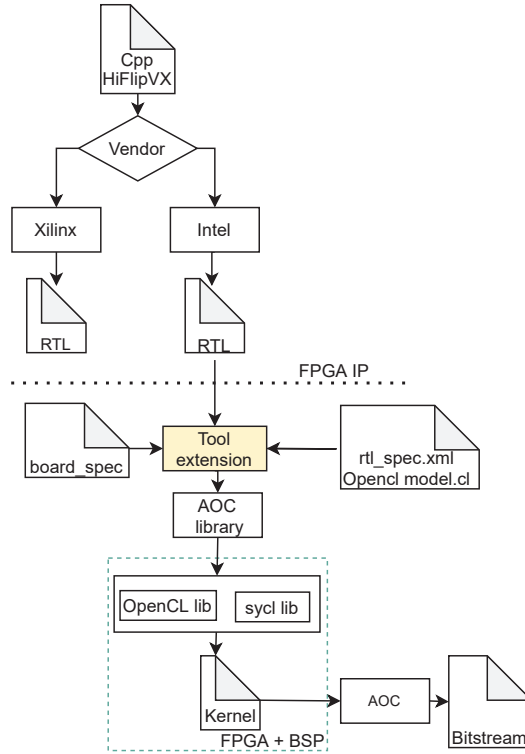 Cpp
HiFlipVX
Vendor
Xilinx
Intel
RTL
RTL
FPGA IP
board_spec
Tool
extension
rtl_spec.xml
Opencl model.cl
AOC
library
OpenCL lib
sycl lib
Kernel
AOC
Bitstream
FPGA + BSP